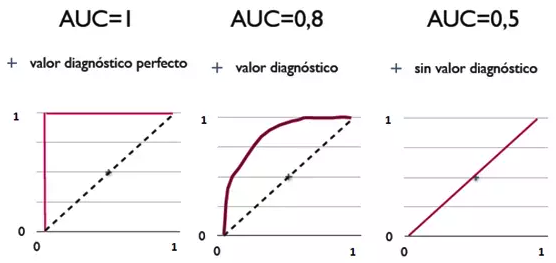 AUC=1
+ valor diagnóstico perfecto
1
0
0 1
AUC=0,8
+ valor diagnóstico
1
0
0 1
AUC=0,5
+ sin valor diagnóstico
1
0
0 1